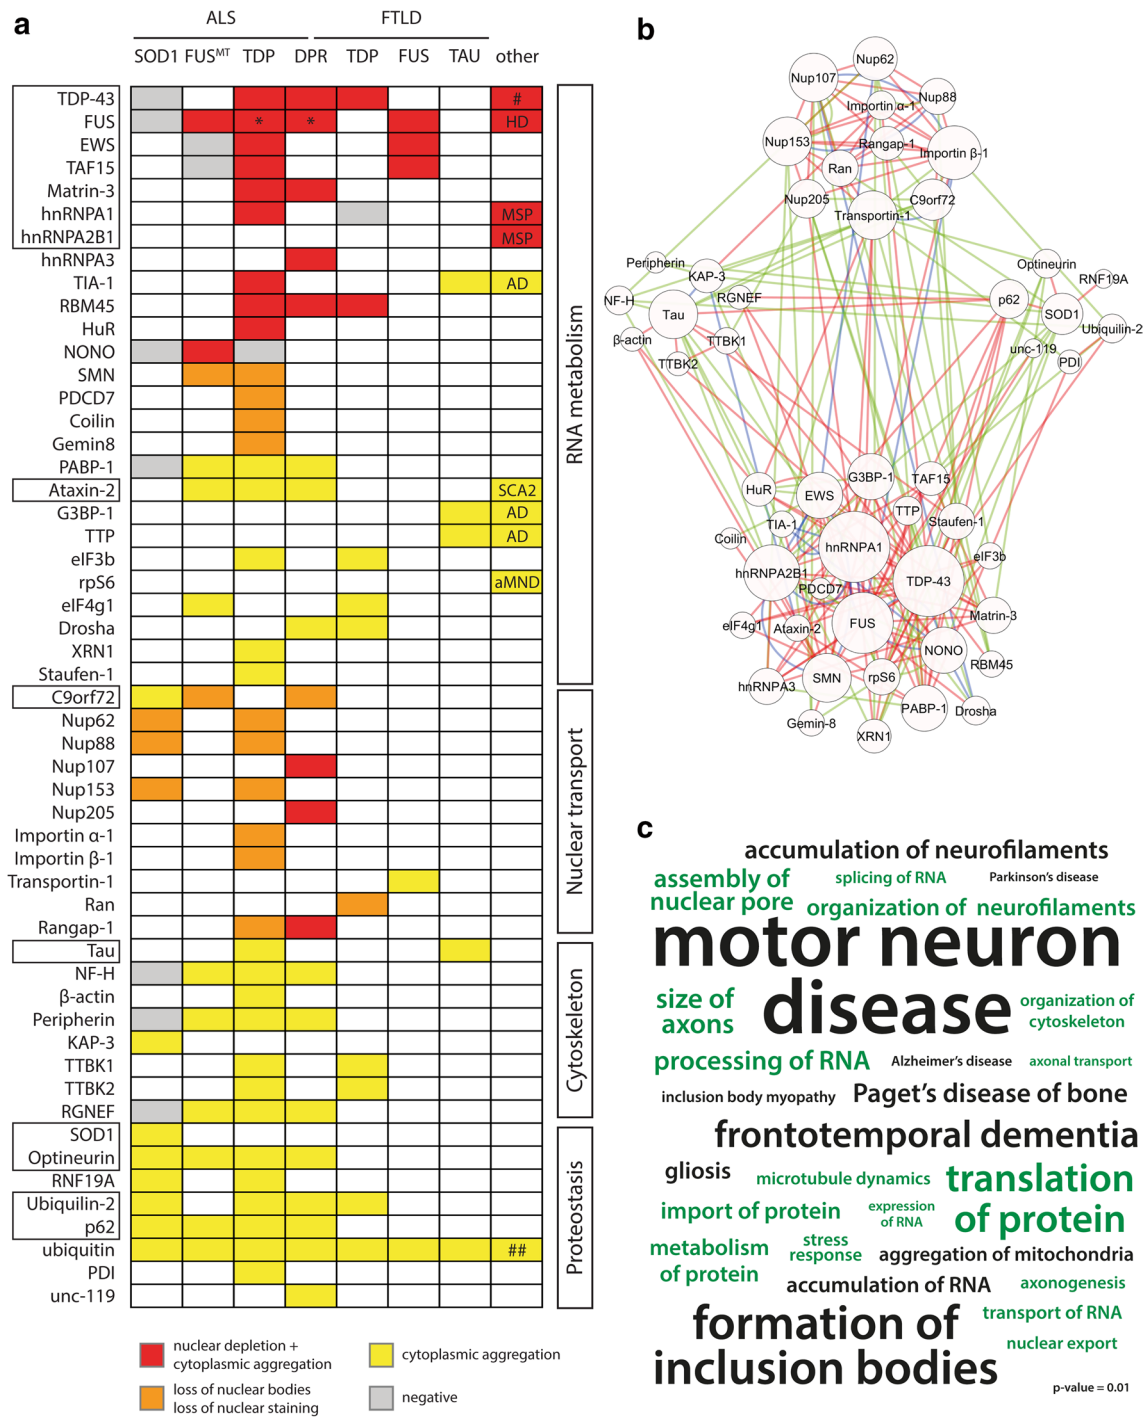 a
ALS
FTLD
SOD1
FUSMT
TDP
DPR
TDP
FUS
TAU
other
TDP-43
#
FUS
*
*
HD
EWS
TAF15
Matrin-3
hnRNPA1
MSP
hnRNPA2B1
MSP
hnRNPA3
TIA-1
AD
RBM45
HuR
NONO
SMN
PDCD7
Coilin
Gemin8
PABP-1
Ataxin-2
SCA2
G3BP-1
AD
TTP
AD
eIF3b
rpS6
aMND
eIF4g1
Drosha
XRN1
Staufen-1
RNA metabolism
C9orf72
Nup62
Nup88
Nup107
Nup153
Nup205
Importin α-1
Importin β-1
Transportin-1
Ran
Rangap-1
Nuclear transport
Tau
NF-H
β-actin
Peripherin
KAP-3
TTBK1
TTBK2
RGNEF
Cytoskeleton
SOD1
Optineurin
RNF19A
Ubiquilin-2
p62
ubiquitin
##
PDI
unc-119
Proteostasis
nuclear depletion +
cytoplasmic aggregation
loss of nuclear bodies
loss of nuclear staining
cytoplasmic aggregation
negative
b
Nup62
Nup107
Nup88
Importin α-1
Nup153
Rangap-1
Importin β-1
Ran
Nup205
C9orf72
Transportin-1
Peripherin
KAP-3
NF-H
RGNEF
Tau
β-actin
TTBK1
TTBK2
Optineurin
RNF19A
p62
SOD1
Ubiquilin-2
unc-119
PDI
HuR
EWS
G3BP-1
TAF15
TTP
TIA-1
Staufen-1
Coilin
hnRNPA1
eIF3b
hnRNPA2B1
TDP-43
PDCD7
Matrin-3
eIF4g1
Ataxin-2
FUS
NONO
RBM45
hnRNPA3
SMN
rpS6
PABP-1
Drosha
Gemin-8
XRN1
c
accumulation of neurofilaments
assembly of
nuclear pore
splicing of RNA
Parkinson's disease
organization of neurofilaments
motor neuron
disease
size of
axons
organization of
cytoskeleton
processing of RNA
Alzheimer's disease
axonal transport
inclusion body myopathy
Paget's disease of bone
frontotemporal dementia
gliosis
microtubule dynamics
translation
of protein
import of protein
expression
of RNA
metabolism
of protein
stress
response
aggregation of mitochondria
accumulation of RNA
axonogenesis
formation of
inclusion bodies
transport of RNA
nuclear export
p-value = 0.01